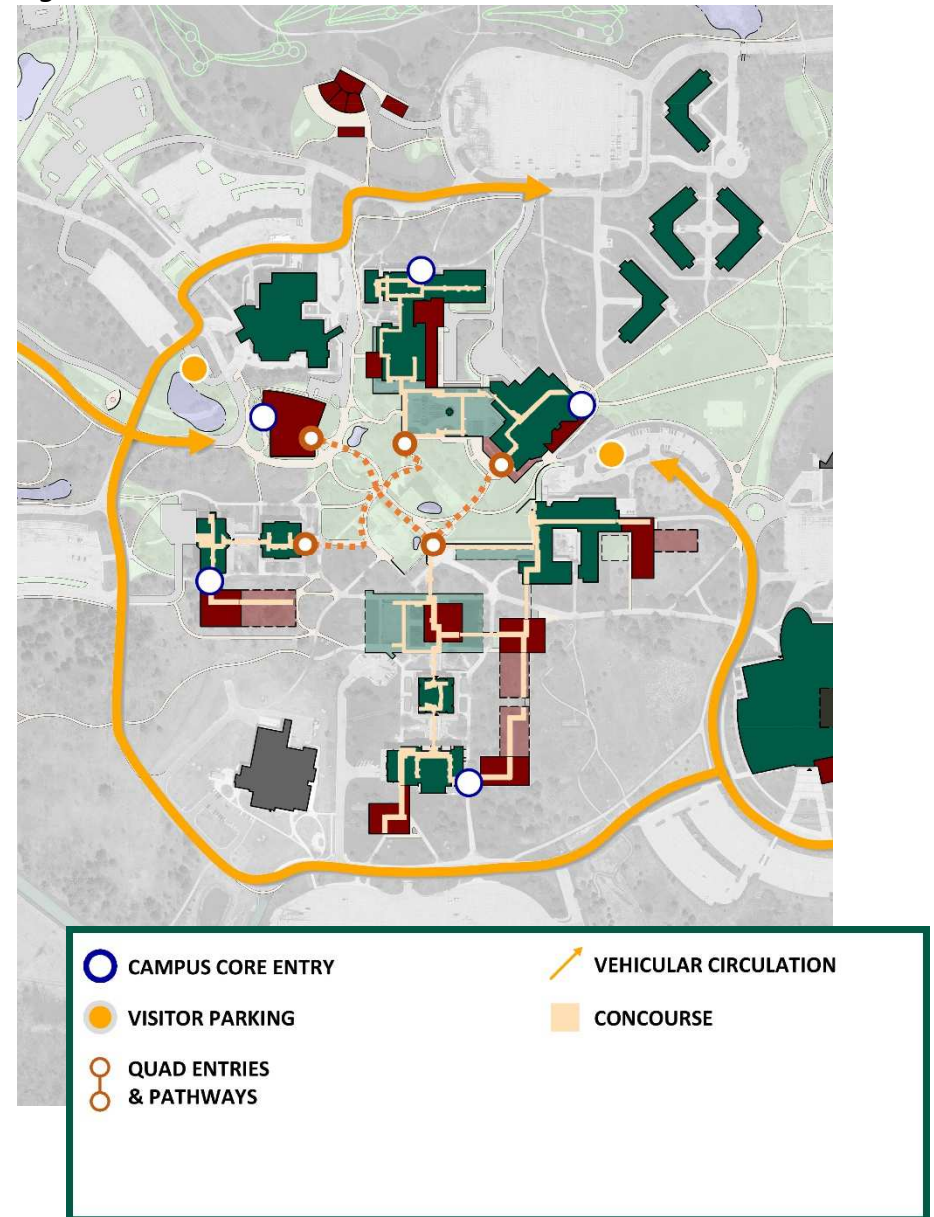 CAMPUS CORE ENTRY
VISITOR PARKING
QUAD ENTRIES
& PATHWAYS
VEHICULAR CIRCULATION
CONCOURSE